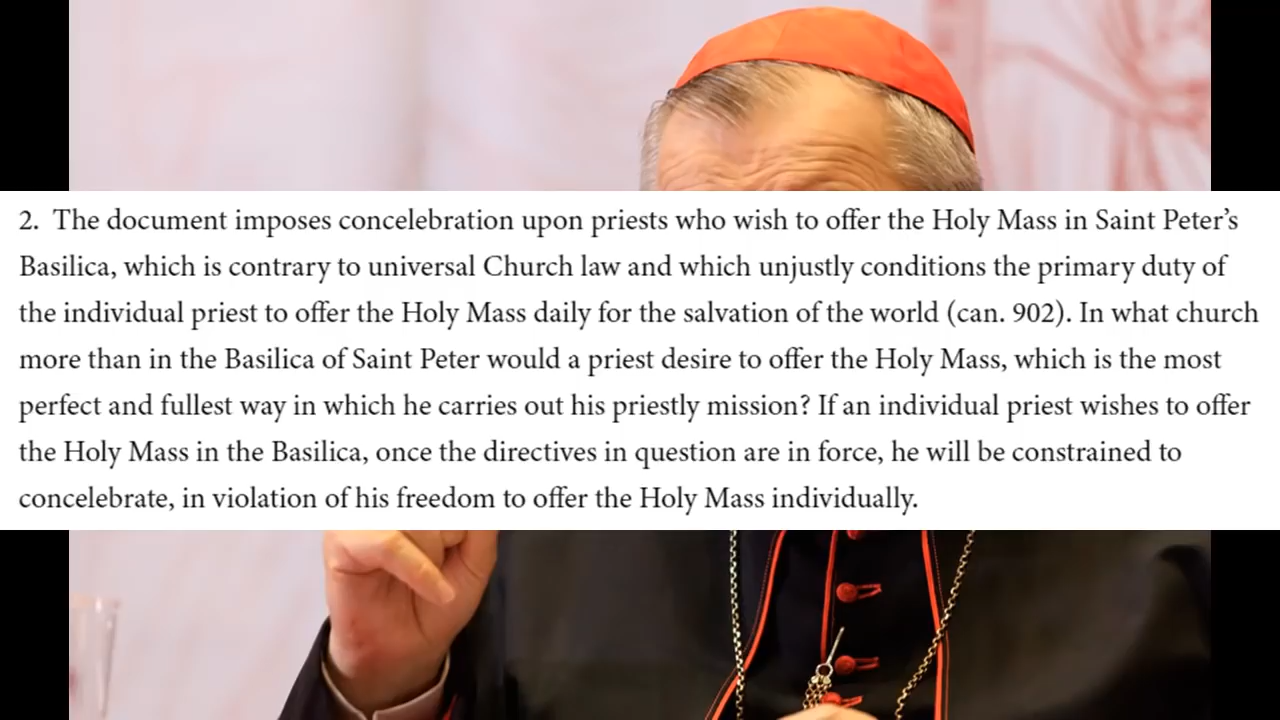 2.  The document imposes concelebration upon priests who wish to offer the Holy Mass in Saint Peter’s
Basilica, which is contrary to universal Church law and which unjustly conditions the primary duty of
the individual priest to offer the Holy Mass daily for the salvation of the world (can. 902). In what church
more than in the Basilica of Saint Peter would a priest desire to offer the Holy Mass, which is the most
perfect and fullest way in which he carries out his priestly mission? If an individual priest wishes to offer
the Holy Mass in the Basilica, once the directives in question are in force, he will be constrained to
concelebrate, in violation of his freedom to offer the Holy Mass individually.